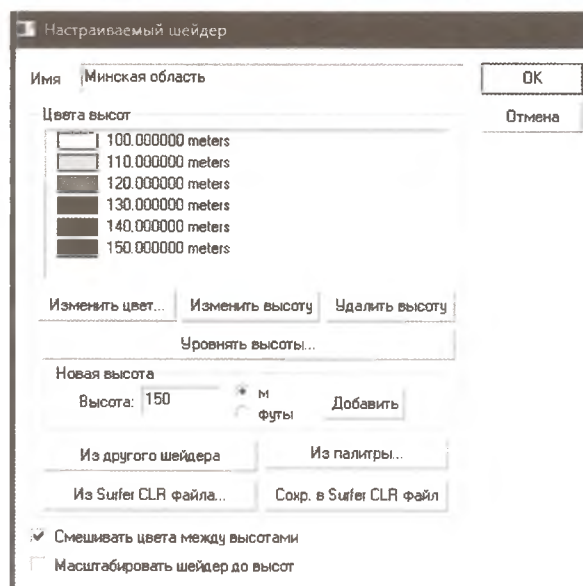 Настраиваемый шейдер
Имя Минская область
OK
Отмена
Цвета высот
100.000000 meters
110.000000 meters
120.000000 meters
130.000000 meters
140.000000 meters
150.000000 meters
Изменить цвет... Изменить высоту Удалить высоту
Уровнять высоты...
Новая высота
Высота: 150 м
футы
Добавить
Из другого шейдера Из палитры...
Из Surfer CLR файла... Сохр. в Surfer CLR файл
Смешивать цвета между высотами
Масштабировать шейдер до высот